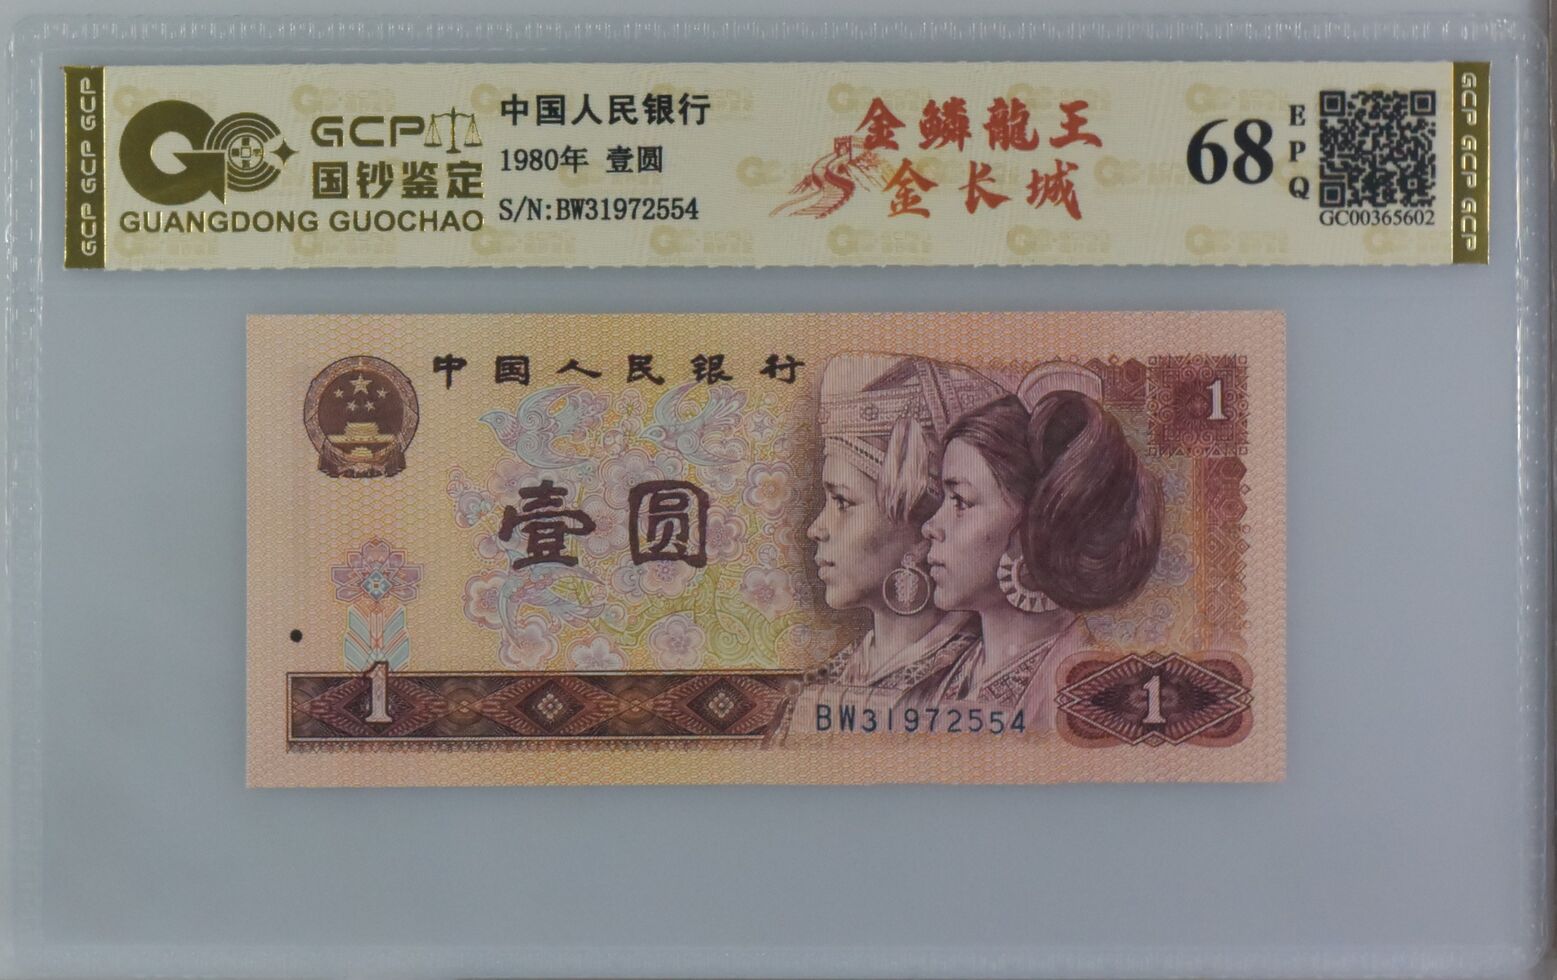 GCP GCP GCP
GCP
国钞鉴定
GUANGDONG GUOCHAO
中国人民银行
1980年 壹圆
S/N:BW31972554
金鳞龍王
金长城
68
EPQ
GC00365602
GCP GCP GCP
中国人民银行
1
壹圆
1
BW31972554
1